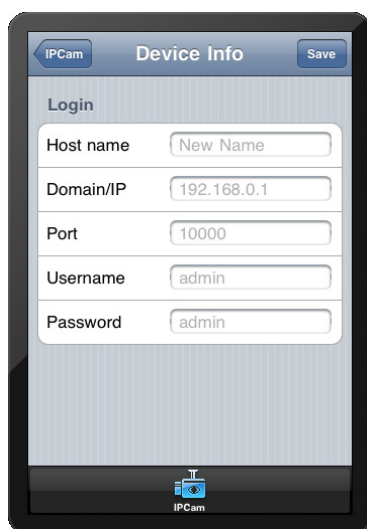 IPCam Device Info Save
Login
Host name New Name
Domain/IP 192.168.0.1
Port 10000
Username admin
Password admin
IPCam